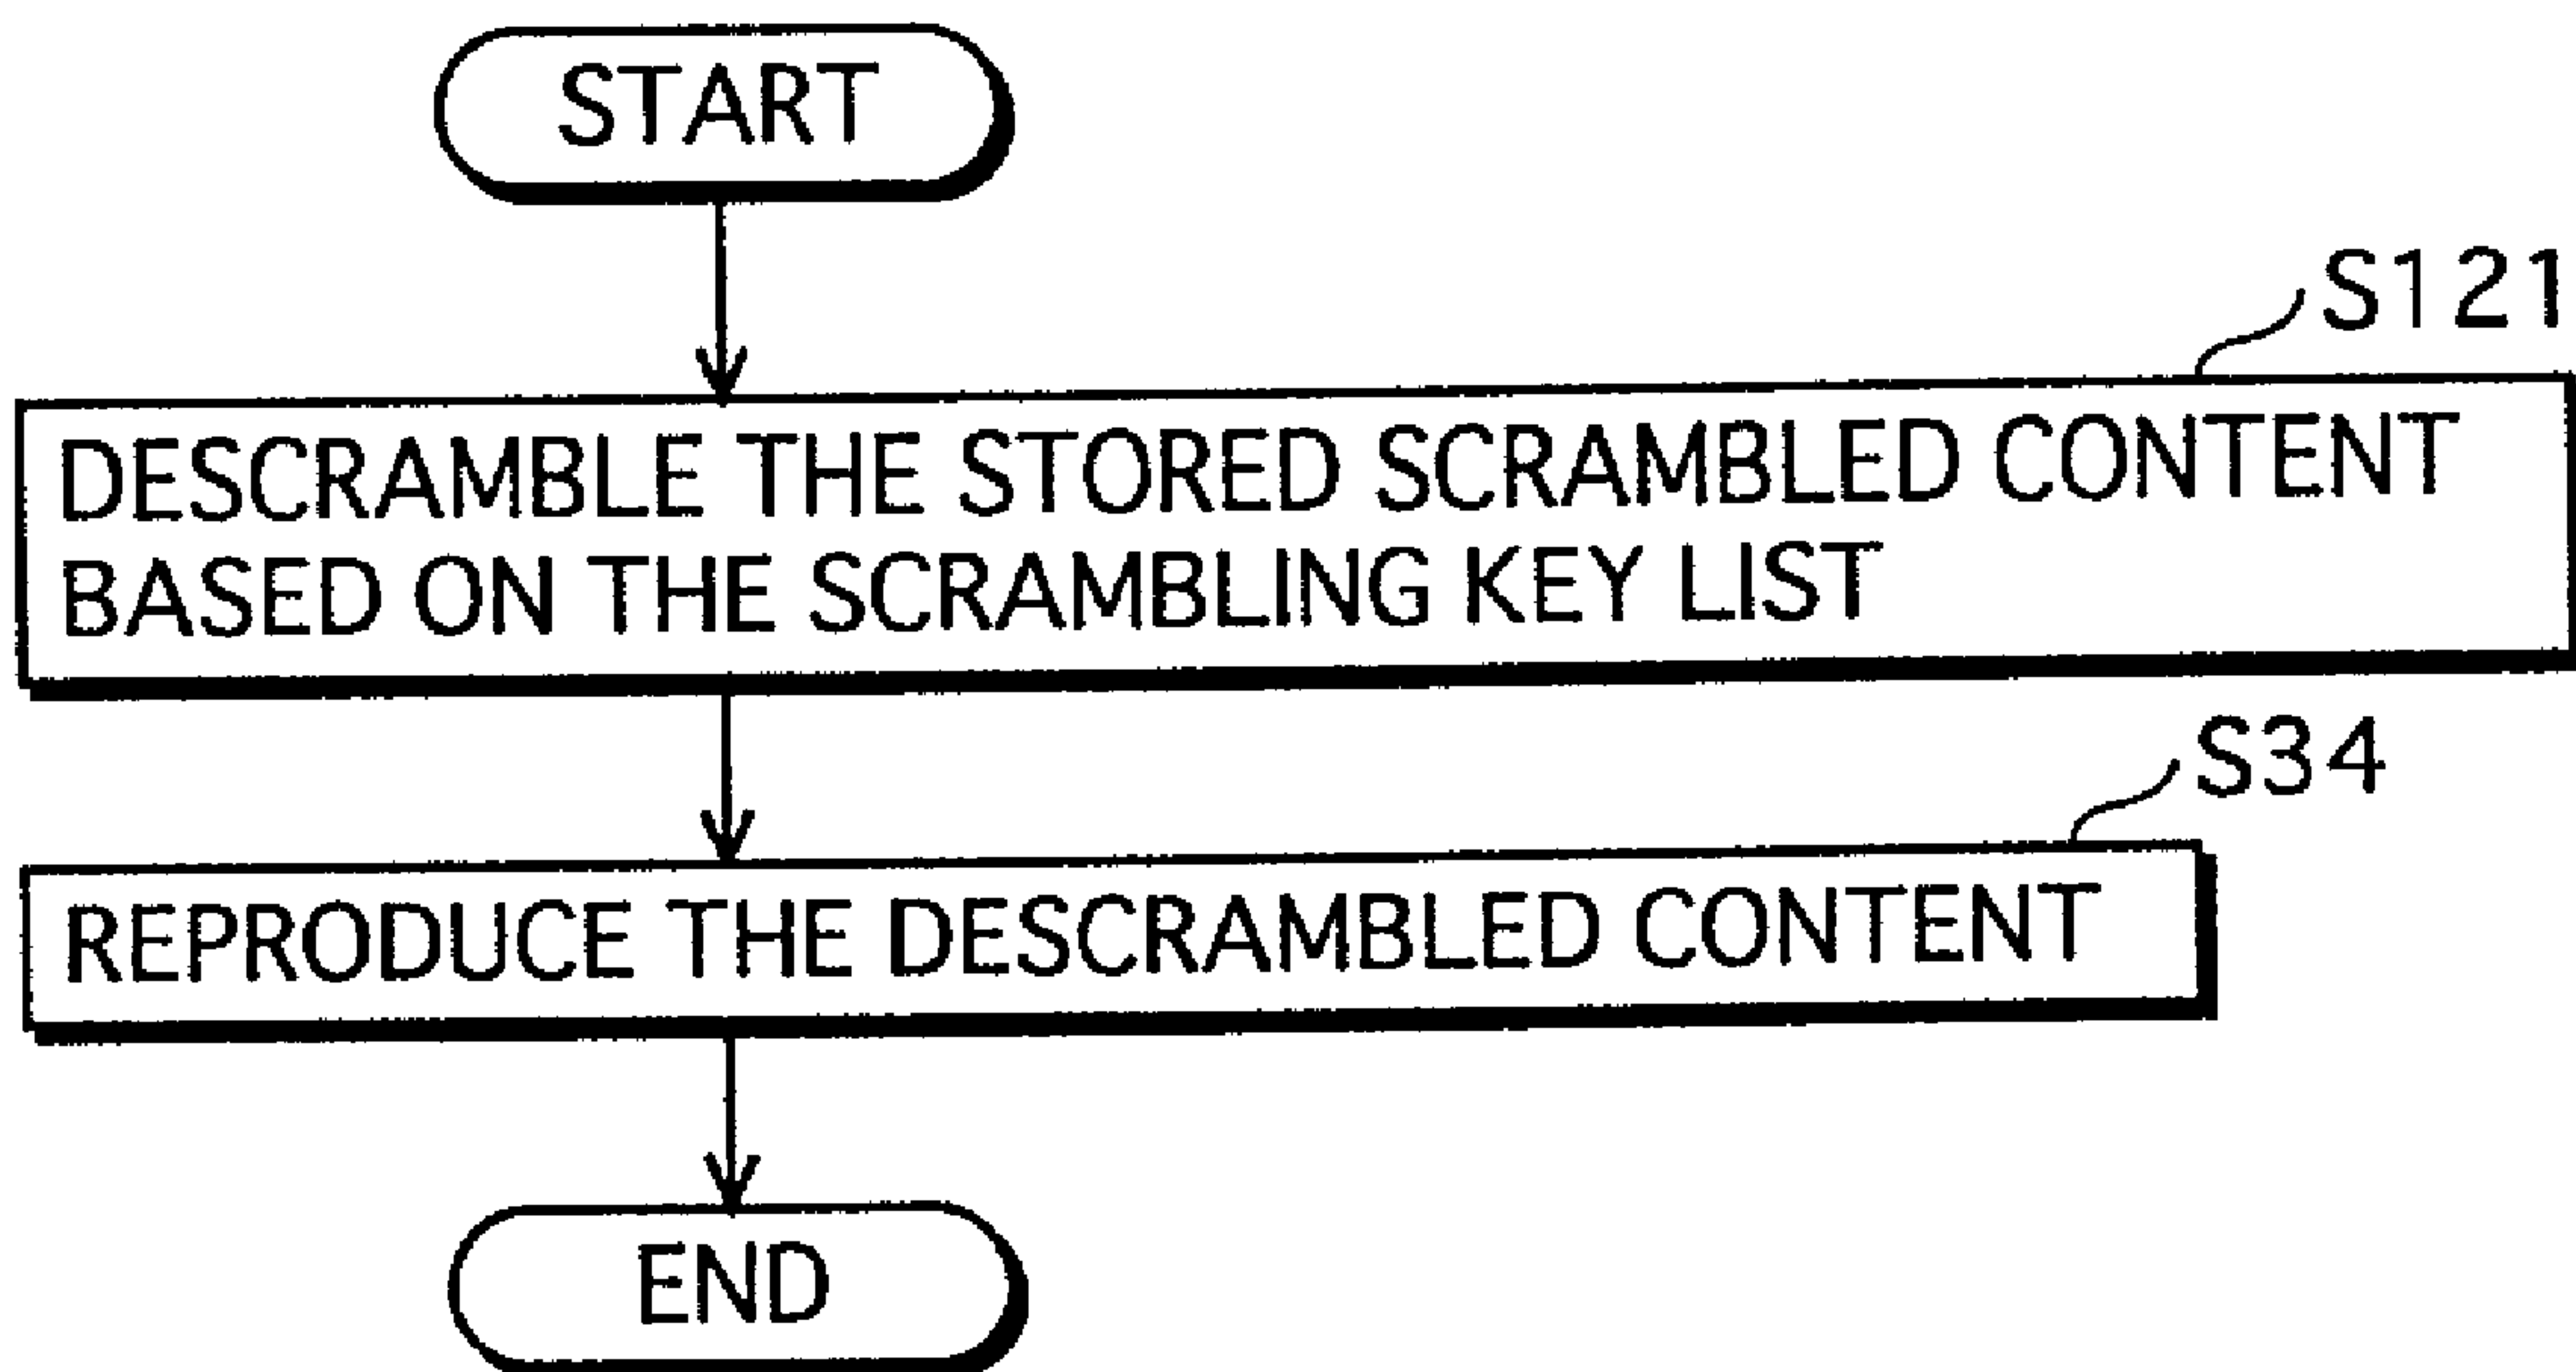 START
S121
DESCRAMBLE THE STORED SCRAMBLED CONTENT
BASED ON THE SCRAMBLING KEY LIST
S34
REPRODUCE THE DESCRAMBLED CONTENT
END